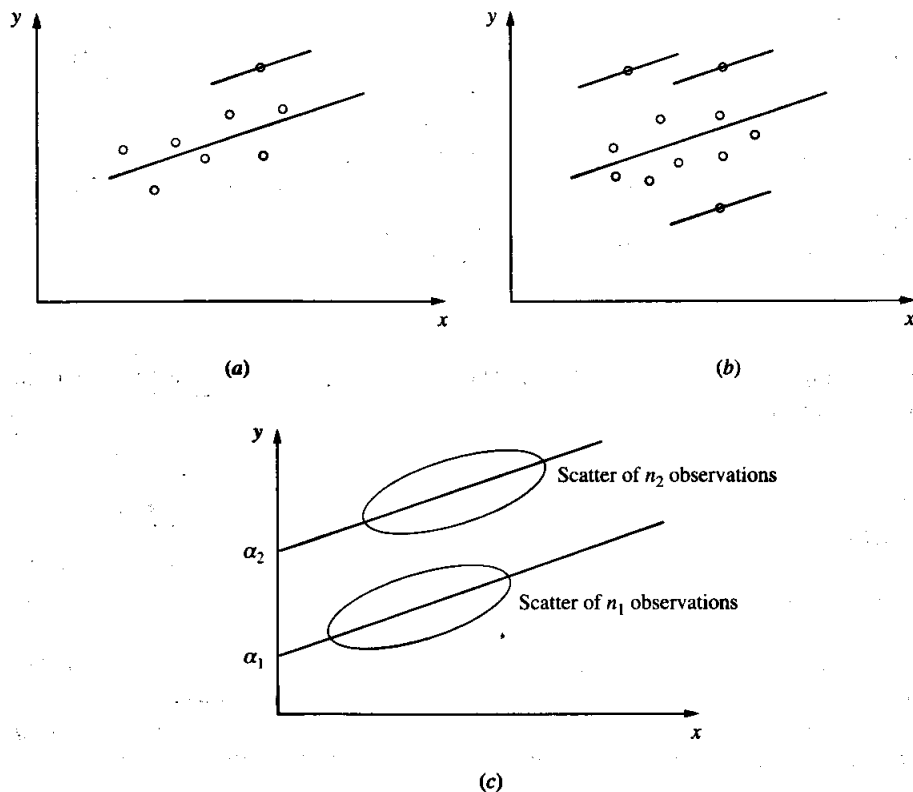 y
y
x
x
(a)
(b)
y
Scatter of n₂ observations
α₂
Scatter of n₁ observations
α₁
x
(c)